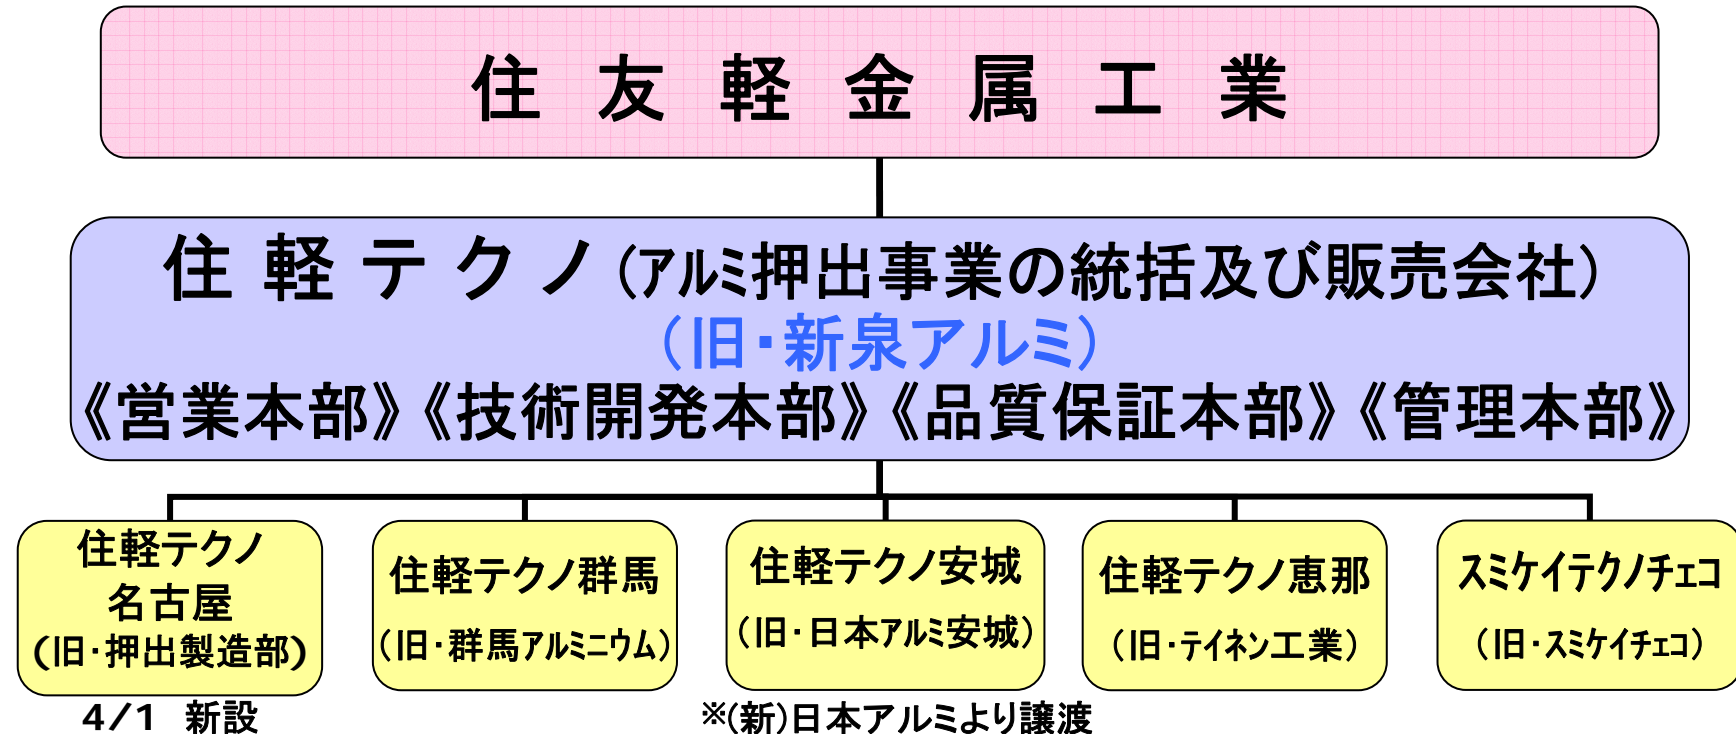 住友軽金属工業
住軽テクノ（ｱﾙﾐ押出事業の統括及び販売会社）
（旧・新泉アルミ）
《営業本部》《技術開発本部》《品質保証本部》《管理本部》
住軽テクノ
名古屋
(旧・押出製造部)
4/1 新設
住軽テクノ群馬
（旧・群馬ｱﾙﾐﾆｳﾑ）
住軽テクノ安城
（旧・日本ｱﾙﾐ安城）
※(新)日本アルミより譲渡
住軽テクノ恵那
（旧・テイネン工業）
スミケイテクノチェコ
（旧・スミケイチェコ）